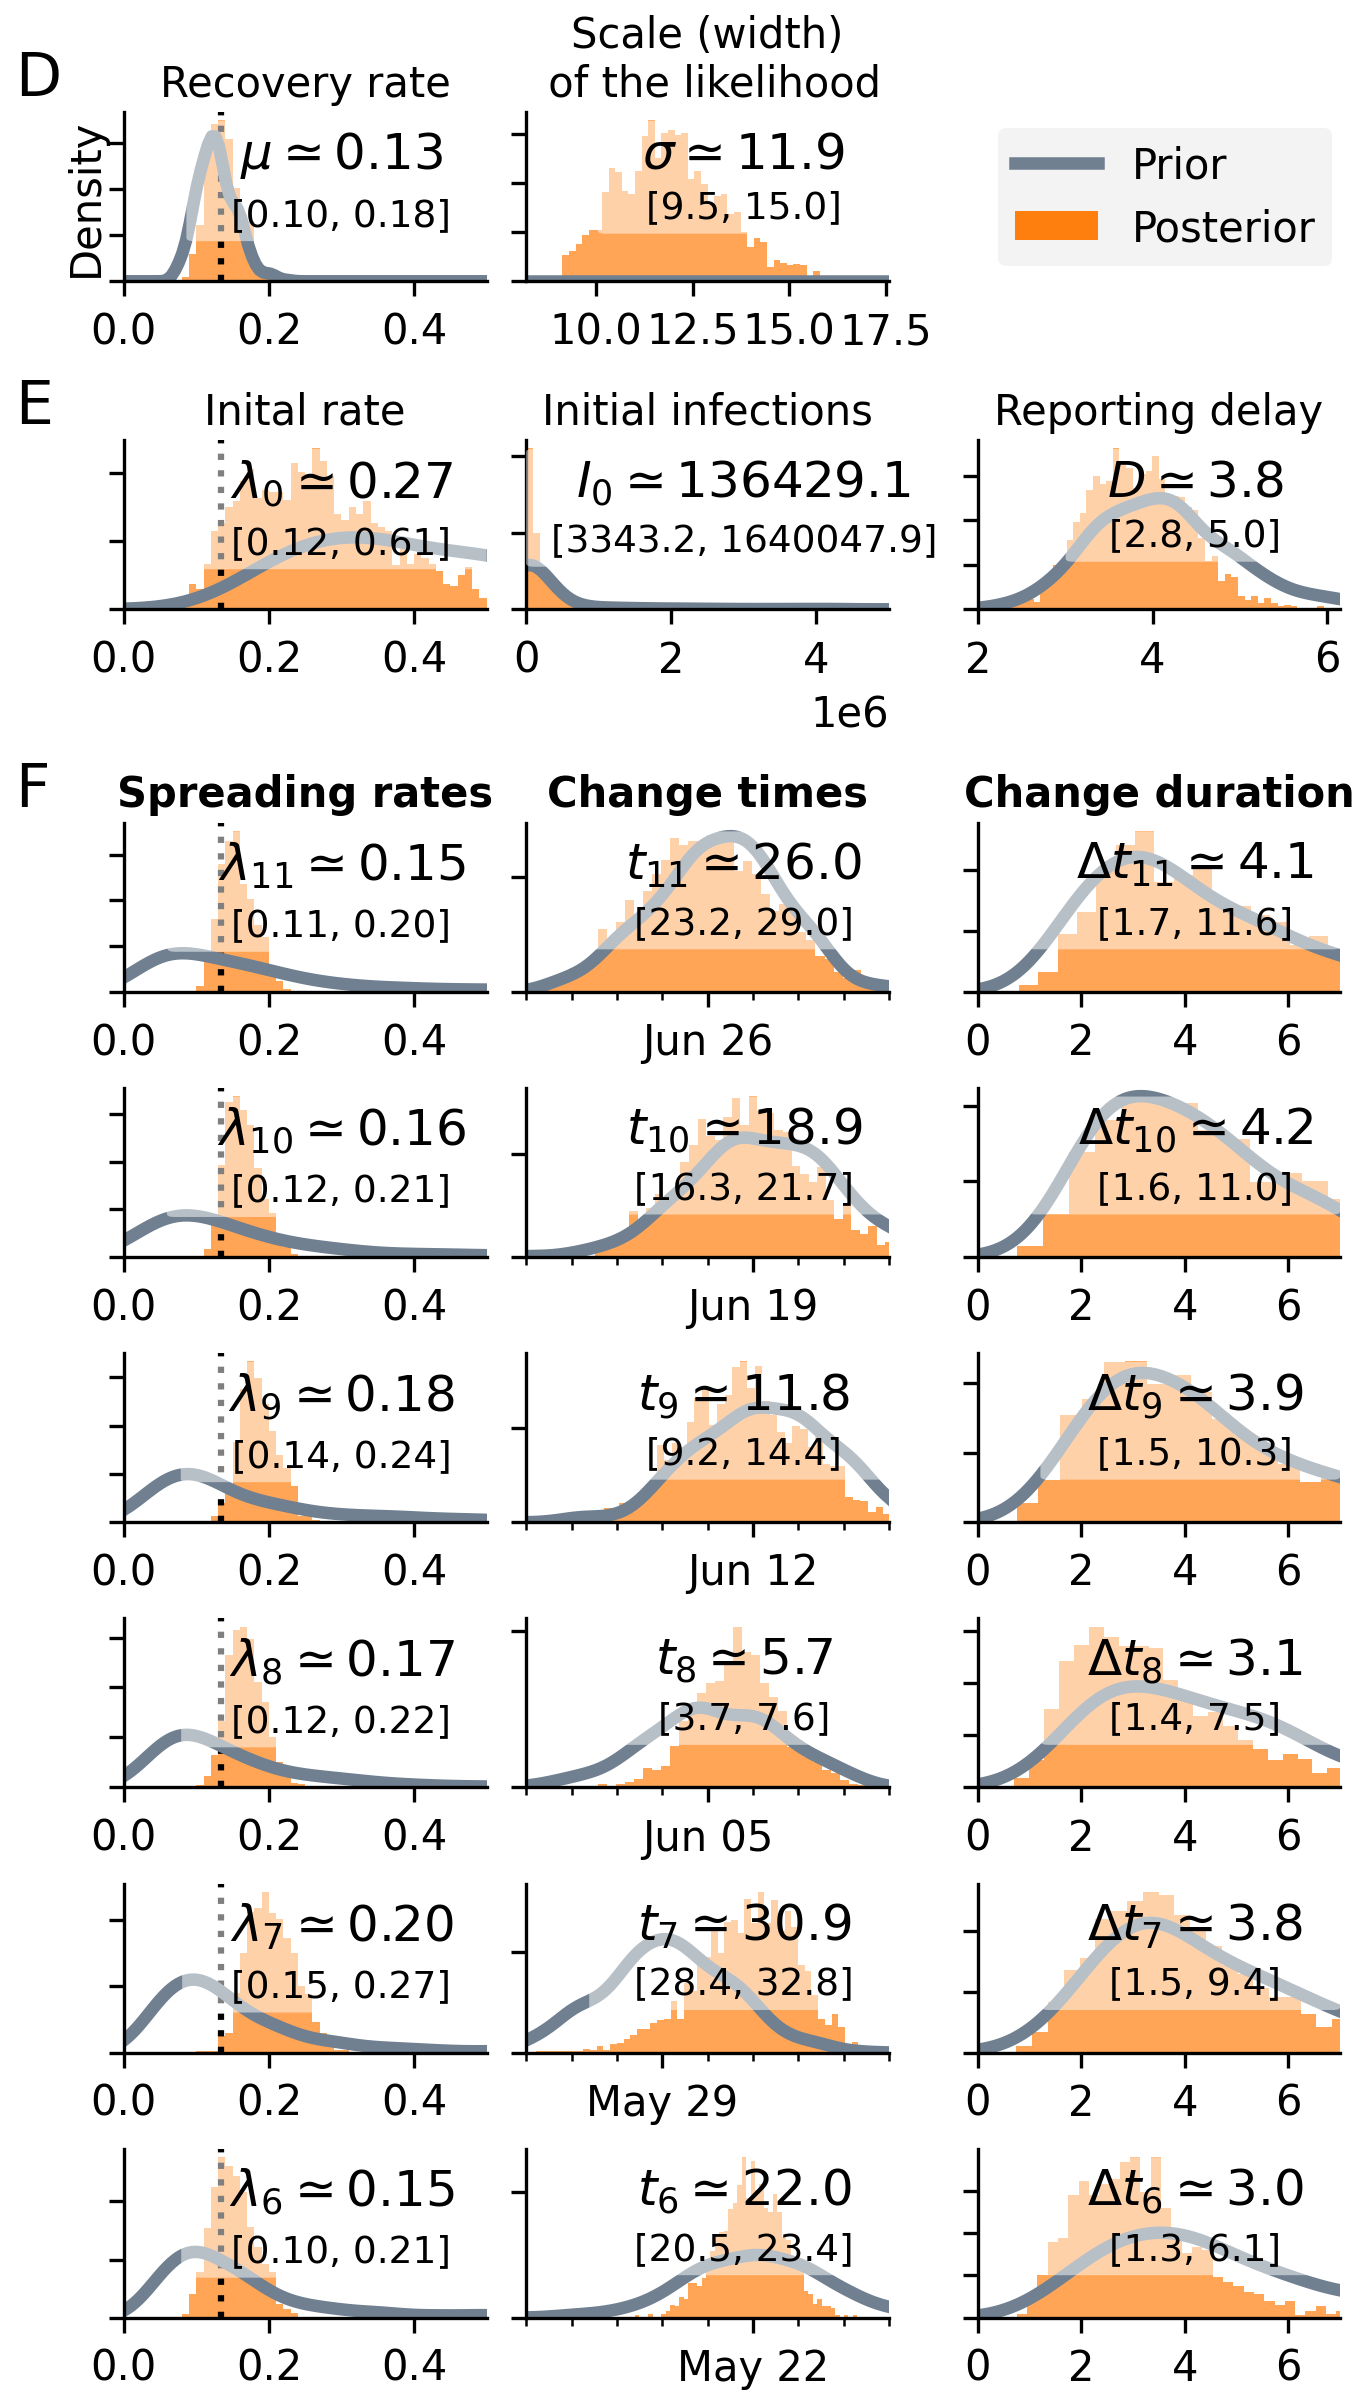 D
Recovery rate
Scale (width)
of the likelihood
Density
μ ≃ 0.13
[0.10, 0.18]
σ ≃ 11.9
[9.5, 15.0]
Prior
Posterior
0.0 0.2 0.4
10.0 12.5 15.0 17.5
E
Inital rate
Initial infections
Reporting delay
λ0 ≃ 0.27
[0.12, 0.61]
I0 ≃ 136429.1
[3343.2, 1640047.9]
D ≃ 3.8
[2.8, 5.0]
0.0 0.2 0.4
0 2 4
1e6
2 4 6
F
Spreading rates
Change times
Change duration
λ11 ≃ 0.15
[0.11, 0.20]
t11 ≃ 26.0
[23.2, 29.0]
Δt11 ≃ 4.1
[1.7, 11.6]
0.0 0.2 0.4
Jun 26
0 2 4 6
λ10 ≃ 0.16
[0.12, 0.21]
t10 ≃ 18.9
[16.3, 21.7]
Δt10 ≃ 4.2
[1.6, 11.0]
0.0 0.2 0.4
Jun 19
0 2 4 6
λ9 ≃ 0.18
[0.14, 0.24]
t9 ≃ 11.8
[9.2, 14.4]
Δt9 ≃ 3.9
[1.5, 10.3]
0.0 0.2 0.4
Jun 12
0 2 4 6
λ8 ≃ 0.17
[0.12, 0.22]
t8 ≃ 5.7
[3.7, 7.6]
Δt8 ≃ 3.1
[1.4, 7.5]
0.0 0.2 0.4
Jun 05
0 2 4 6
λ7 ≃ 0.20
[0.15, 0.27]
t7 ≃ 30.9
[28.4, 32.8]
Δt7 ≃ 3.8
[1.5, 9.4]
0.0 0.2 0.4
May 29
0 2 4 6
λ6 ≃ 0.15
[0.10, 0.21]
t6 ≃ 22.0
[20.5, 23.4]
Δt6 ≃ 3.0
[1.3, 6.1]
0.0 0.2 0.4
May 22
0 2 4 6